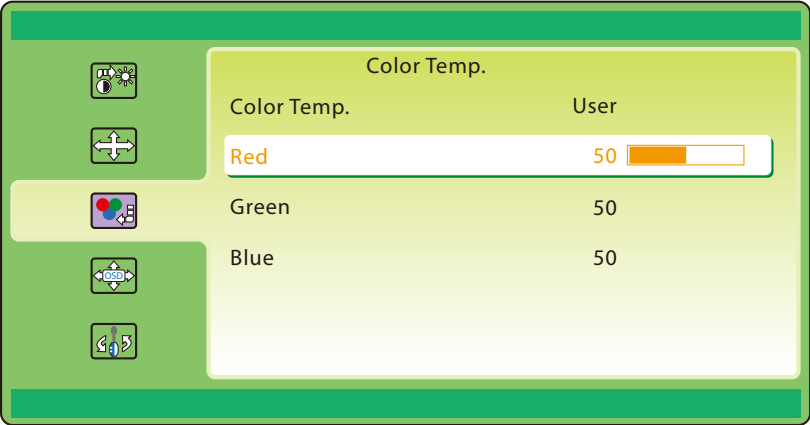 Color Temp.
Color Temp. User
Red 50
Green 50
Blue 50
OSD